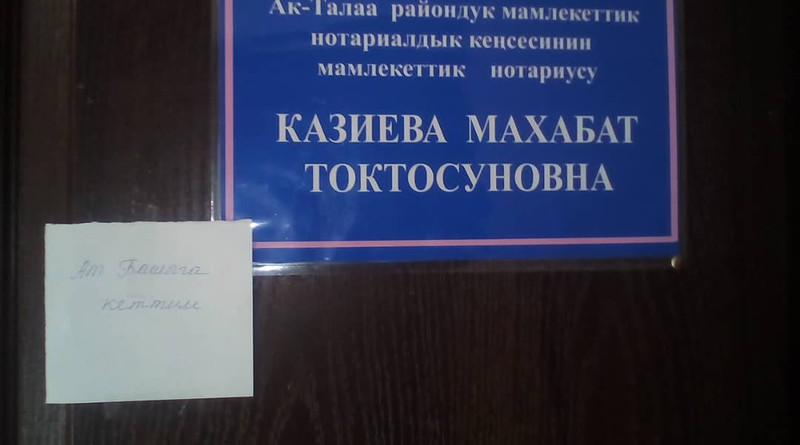 Ак-Талаа райондук мамлекеттик
нотариалдык кеңсесинин
мамлекеттик нотариусу
КАЗИЕВА МАХАБАТ
ТОКТОСУНОВНА
Ат Башыга
кеттим